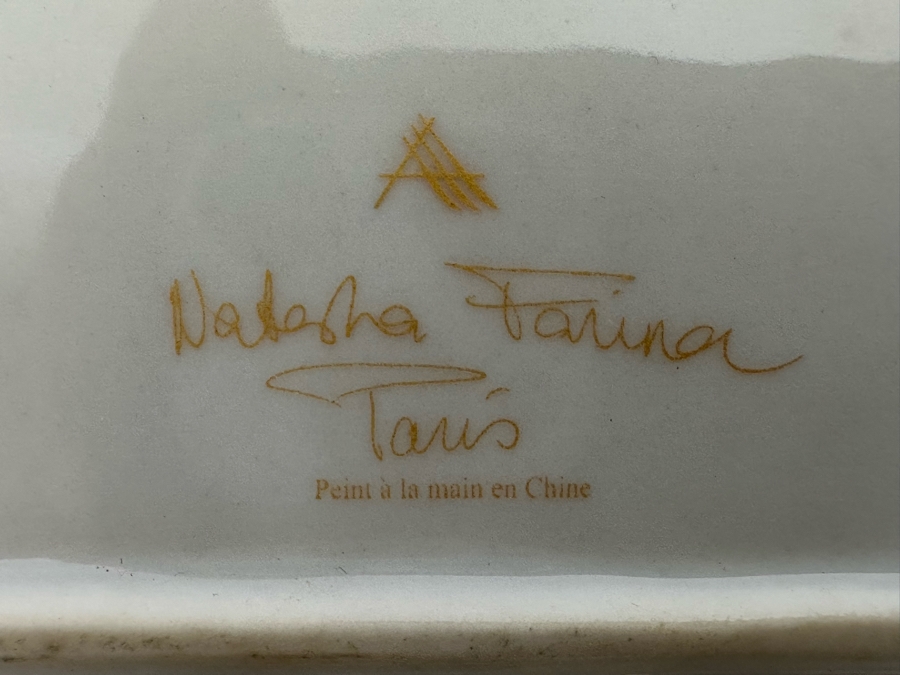 Natasha Farina
Paris
Peint à la main en Chine